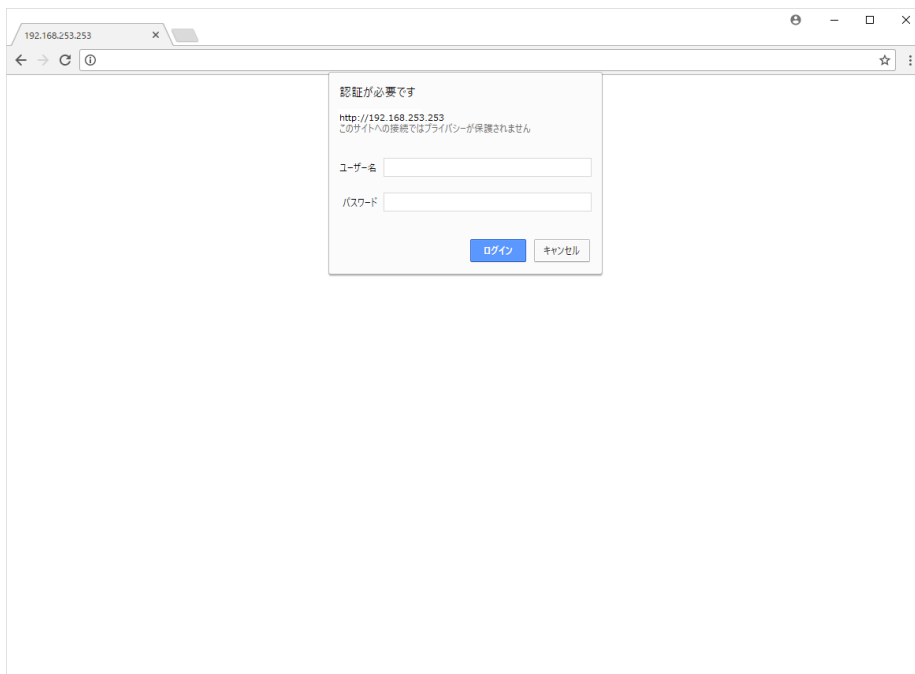 192.168.253.253
認証が必要です
http://192.168.253.253
このサイトへの接続ではプライバシーが保護されません
ユーザー名
パスワード
ログイン
キャンセル